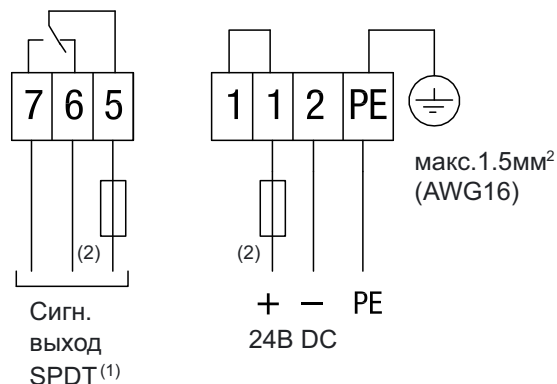 7 6 5
1 1 2 PE
макс.1.5мм²
(AWG16)
(2)
(2)
+ – PE
24В DC
Сигн.
выход
SPDT(1)